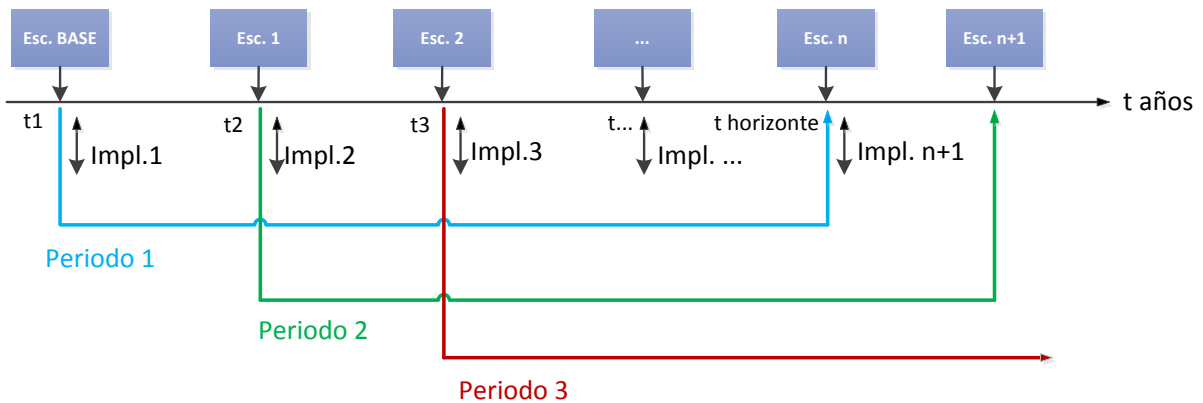 Esc. BASE
Esc. 1
Esc. 2
...
Esc. n
Esc. n+1
t años
t1
t2
t3
t...
t horizonte
Impl.1
Impl.2
Impl.3
Impl. ...
Impl. n+1
Periodo 1
Periodo 2
Periodo 3